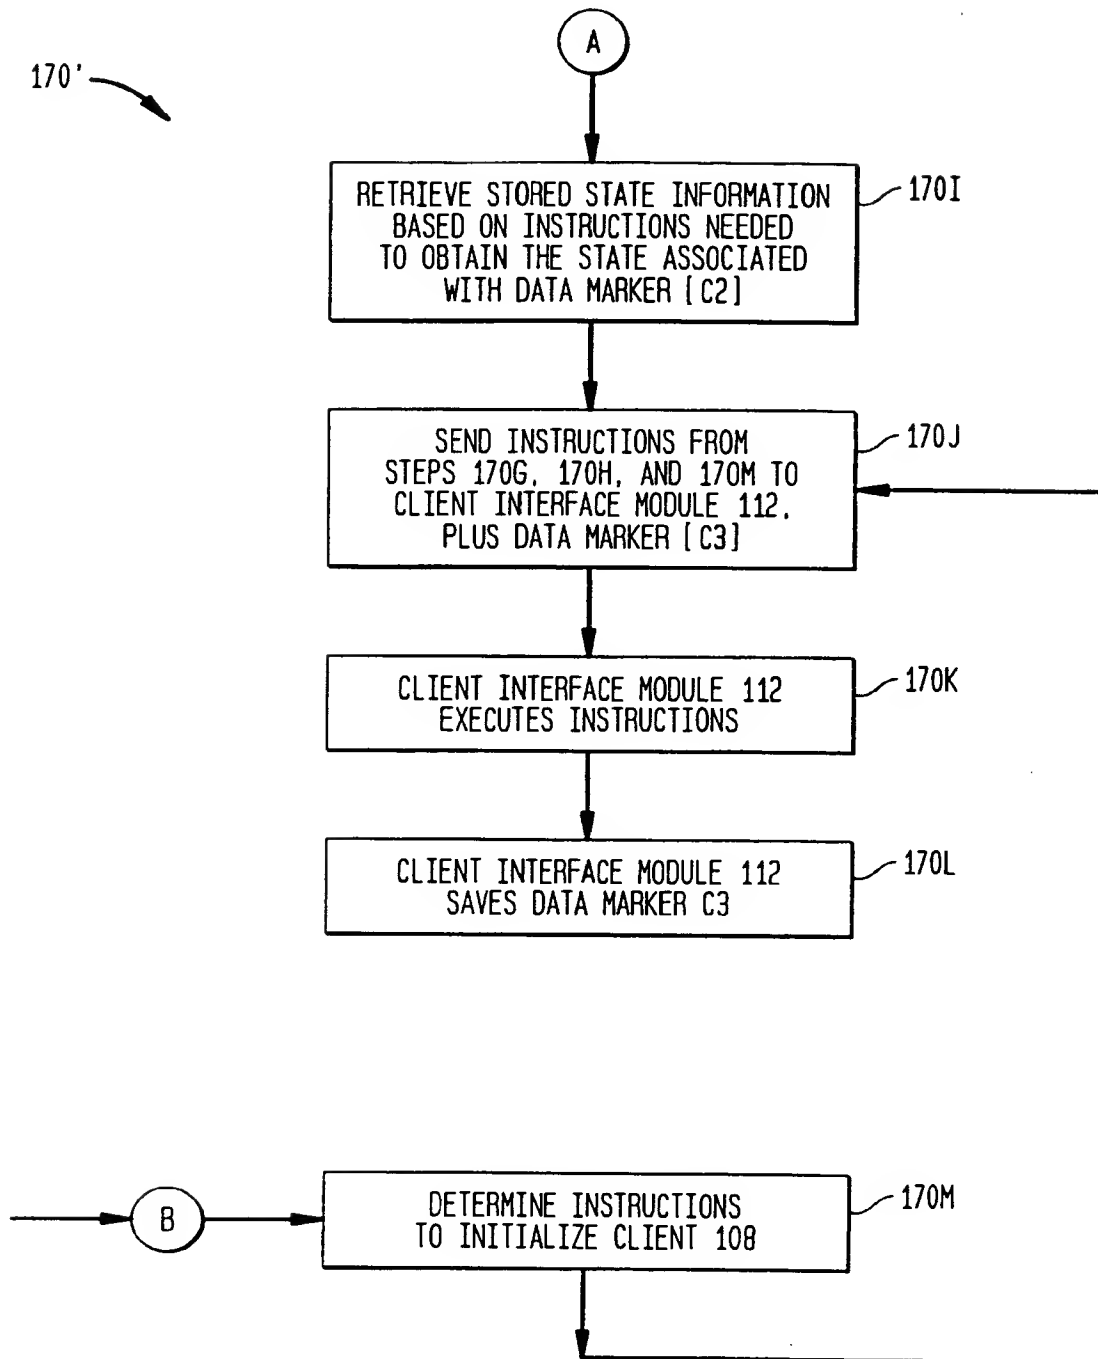 A
170'
RETRIEVE STORED STATE INFORMATION
BASED ON INSTRUCTIONS NEEDED
TO OBTAIN THE STATE ASSOCIATED
WITH DATA MARKER [C2]
170I
SEND INSTRUCTIONS FROM
STEPS 170G, 170H, AND 170M TO
CLIENT INTERFACE MODULE 112,
PLUS DATA MARKER [C3]
170J
CLIENT INTERFACE MODULE 112
EXECUTES INSTRUCTIONS
170K
CLIENT INTERFACE MODULE 112
SAVES DATA MARKER C3
170L
B
DETERMINE INSTRUCTIONS
TO INITIALIZE CLIENT 108
170M